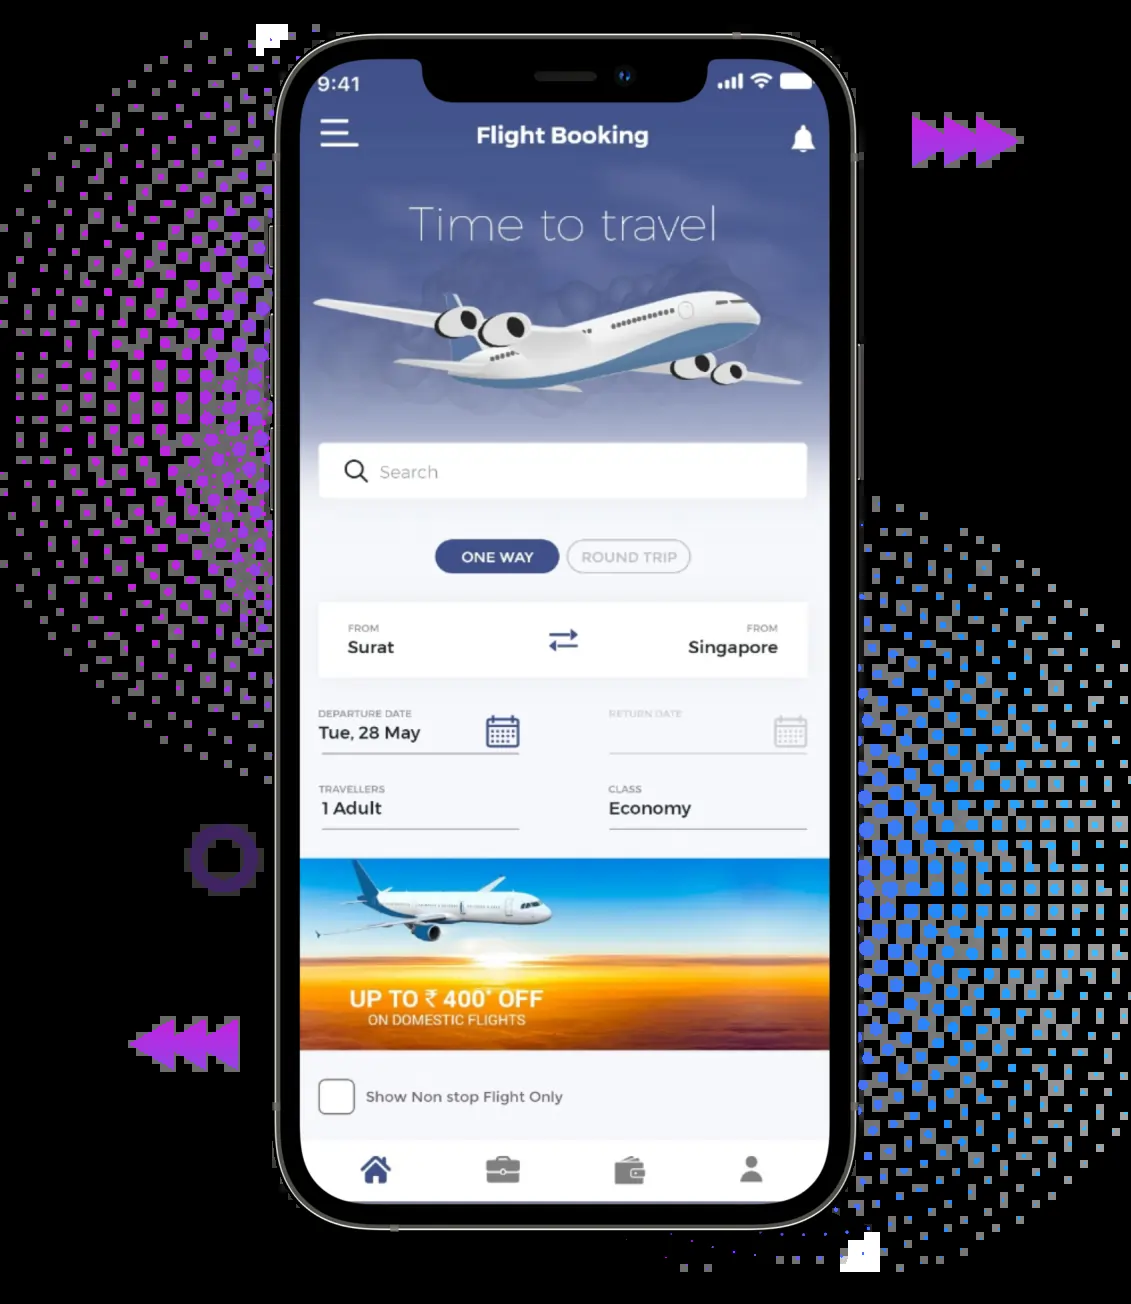 9:41
Flight Booking
Time to travel
Search
ONE WAY
ROUND TRIP
FROM
Surat
FROM
Singapore
DEPARTURE DATE
Tue, 28 May
RETURN DATE
TRAVELLERS
1 Adult
CLASS
Economy
UP TO ₹ 400* OFF
ON DOMESTIC FLIGHTS
Show Non stop Flight Only